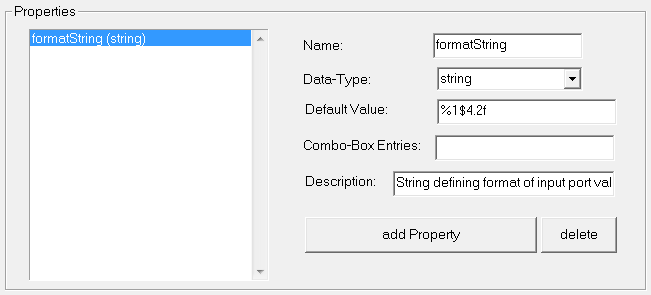 Properties
formatString (string)
Name:
formatString
Data-Type:
string
Default Value:
%1$4.2f
Combo-Box Entries:
Description:
String defining format of input port val
add Property
delete